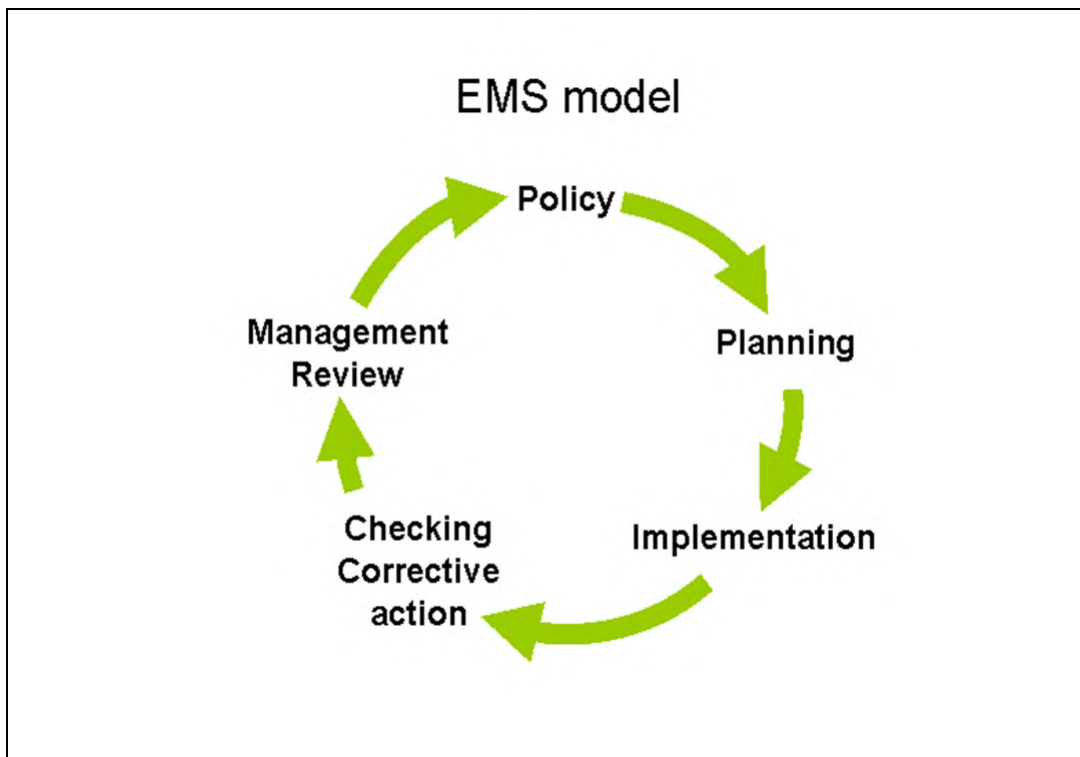 EMS model
Policy
Planning
Implementation
Checking
Corrective
action
Management
Review